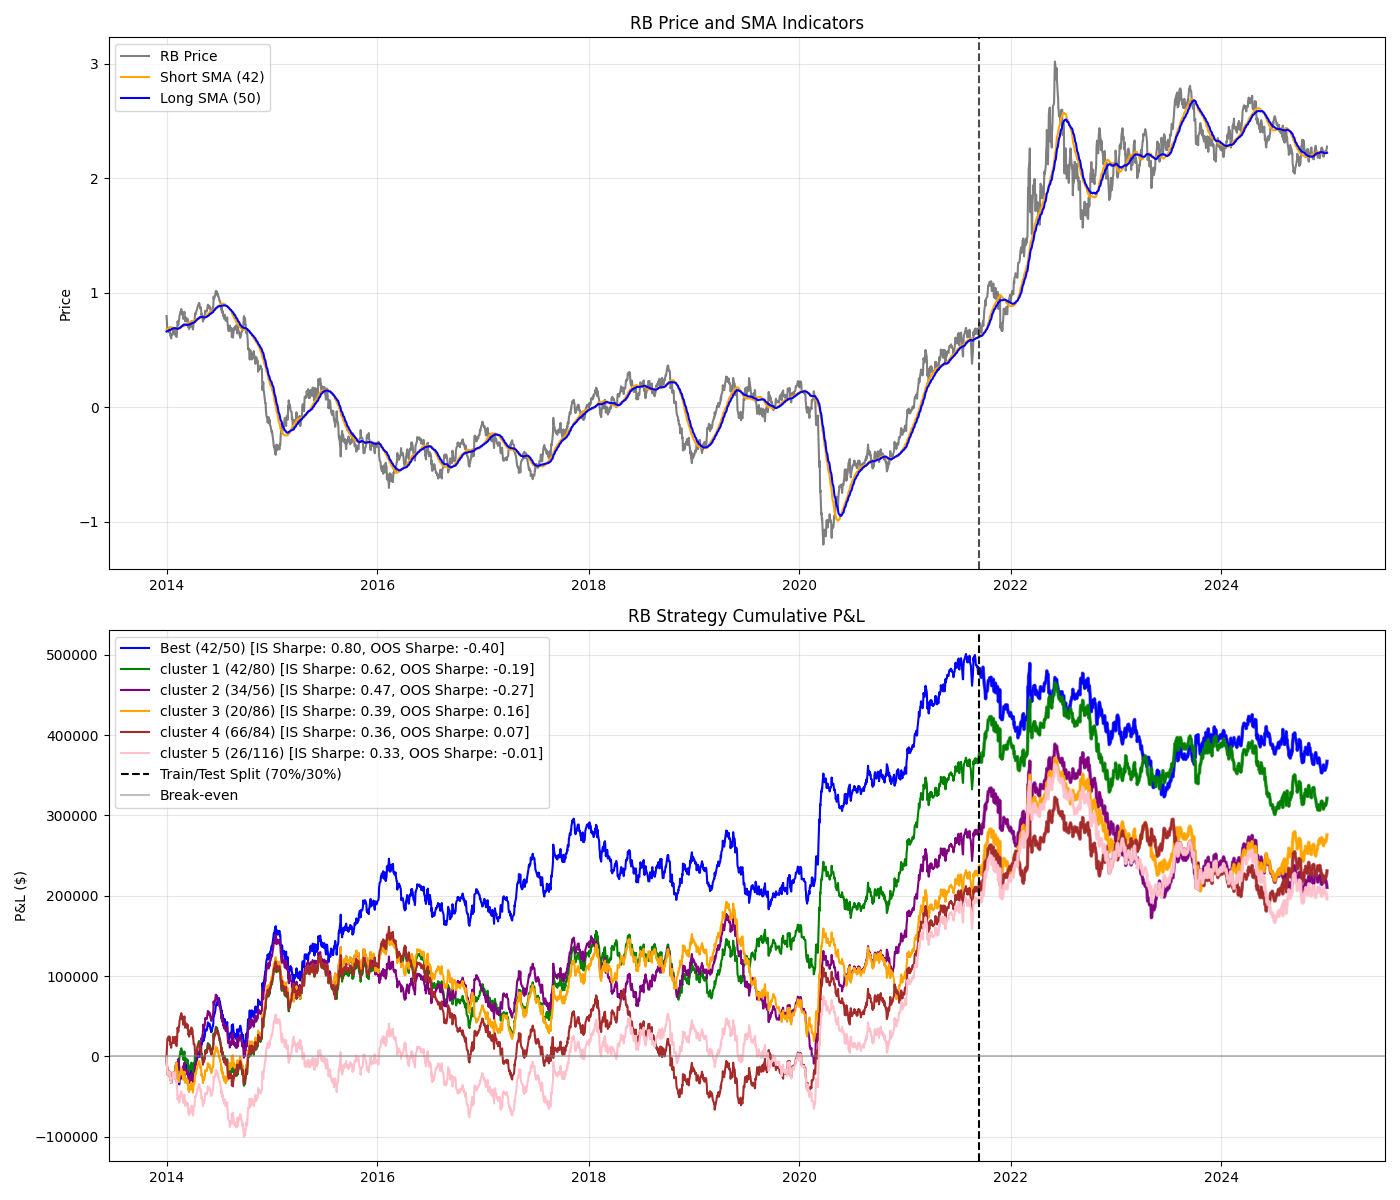 RB Price and SMA Indicators
RB Price
Short SMA (42)
Long SMA (50)
3
2
1
0
−1
Price
2014 2016 2018 2020 2022 2024
RB Strategy Cumulative P&L
Best (42/50) [IS Sharpe: 0.80, OOS Sharpe: -0.40]
cluster 1 (42/80) [IS Sharpe: 0.62, OOS Sharpe: -0.19]
cluster 2 (34/56) [IS Sharpe: 0.47, OOS Sharpe: -0.27]
cluster 3 (20/86) [IS Sharpe: 0.39, OOS Sharpe: 0.16]
cluster 4 (66/84) [IS Sharpe: 0.36, OOS Sharpe: 0.07]
cluster 5 (26/116) [IS Sharpe: 0.33, OOS Sharpe: -0.01]
Train/Test Split (70%/30%)
Break-even
500000
400000
300000
200000
100000
0
−100000
P&L ($)
2014 2016 2018 2020 2022 2024